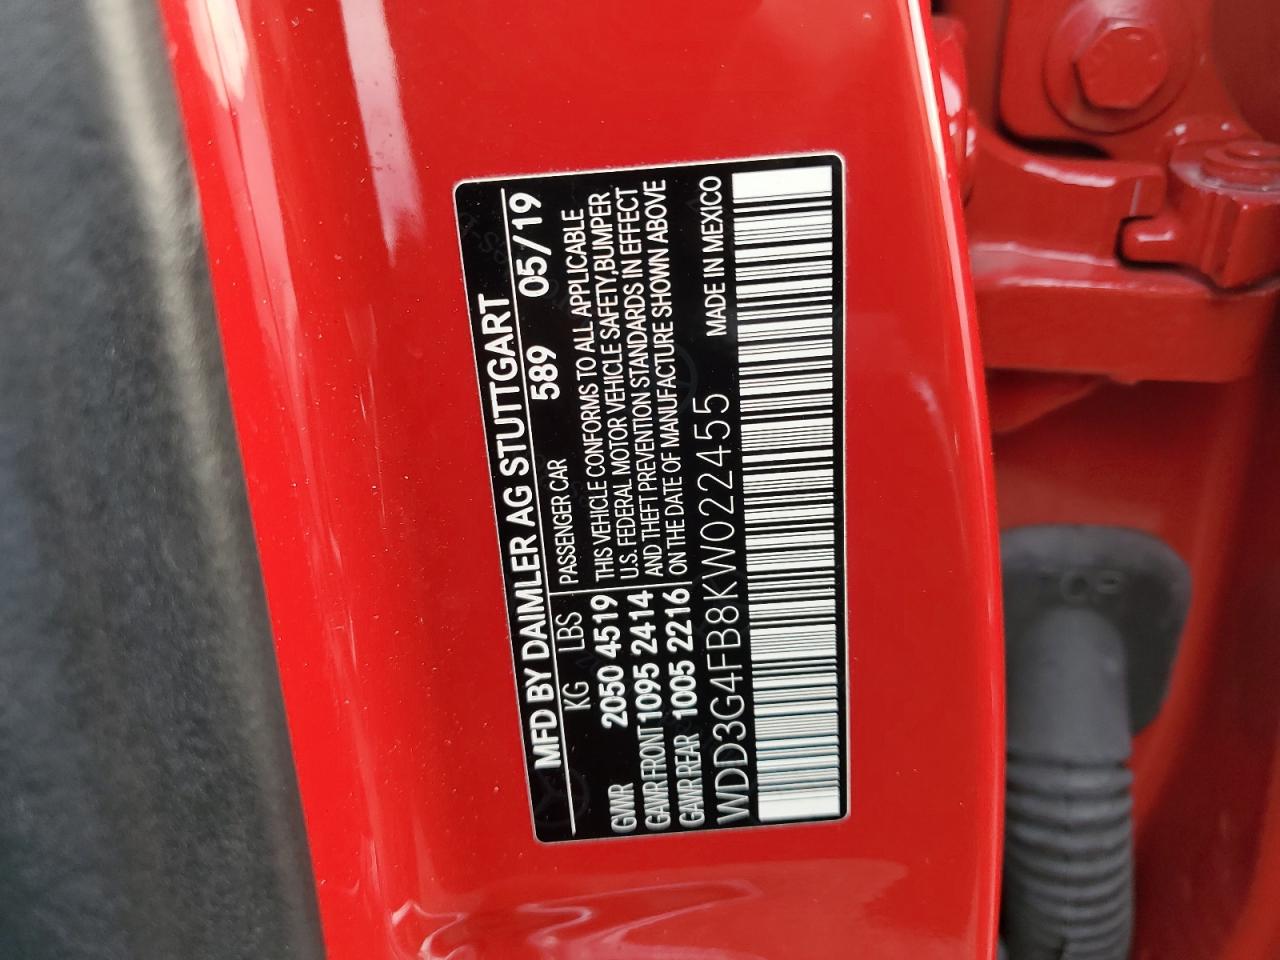 MFD BY DAIMLER AG STUTTGART
589 05/19
KG LBS PASSENGER CAR
GWR 2050 4519
GAWR FRONT 1095 2414
GAWR REAR 1005 2216
THIS VEHICLE CONFORMS TO ALL APPLICABLE
U.S. FEDERAL MOTOR VEHICLE SAFETY,BUMPER
AND THEFT PREVENTION STANDARDS IN EFFECT
ON THE DATE OF MANUFACTURE SHOWN ABOVE
WDD3G4FB8KW022455 MADE IN MEXICO